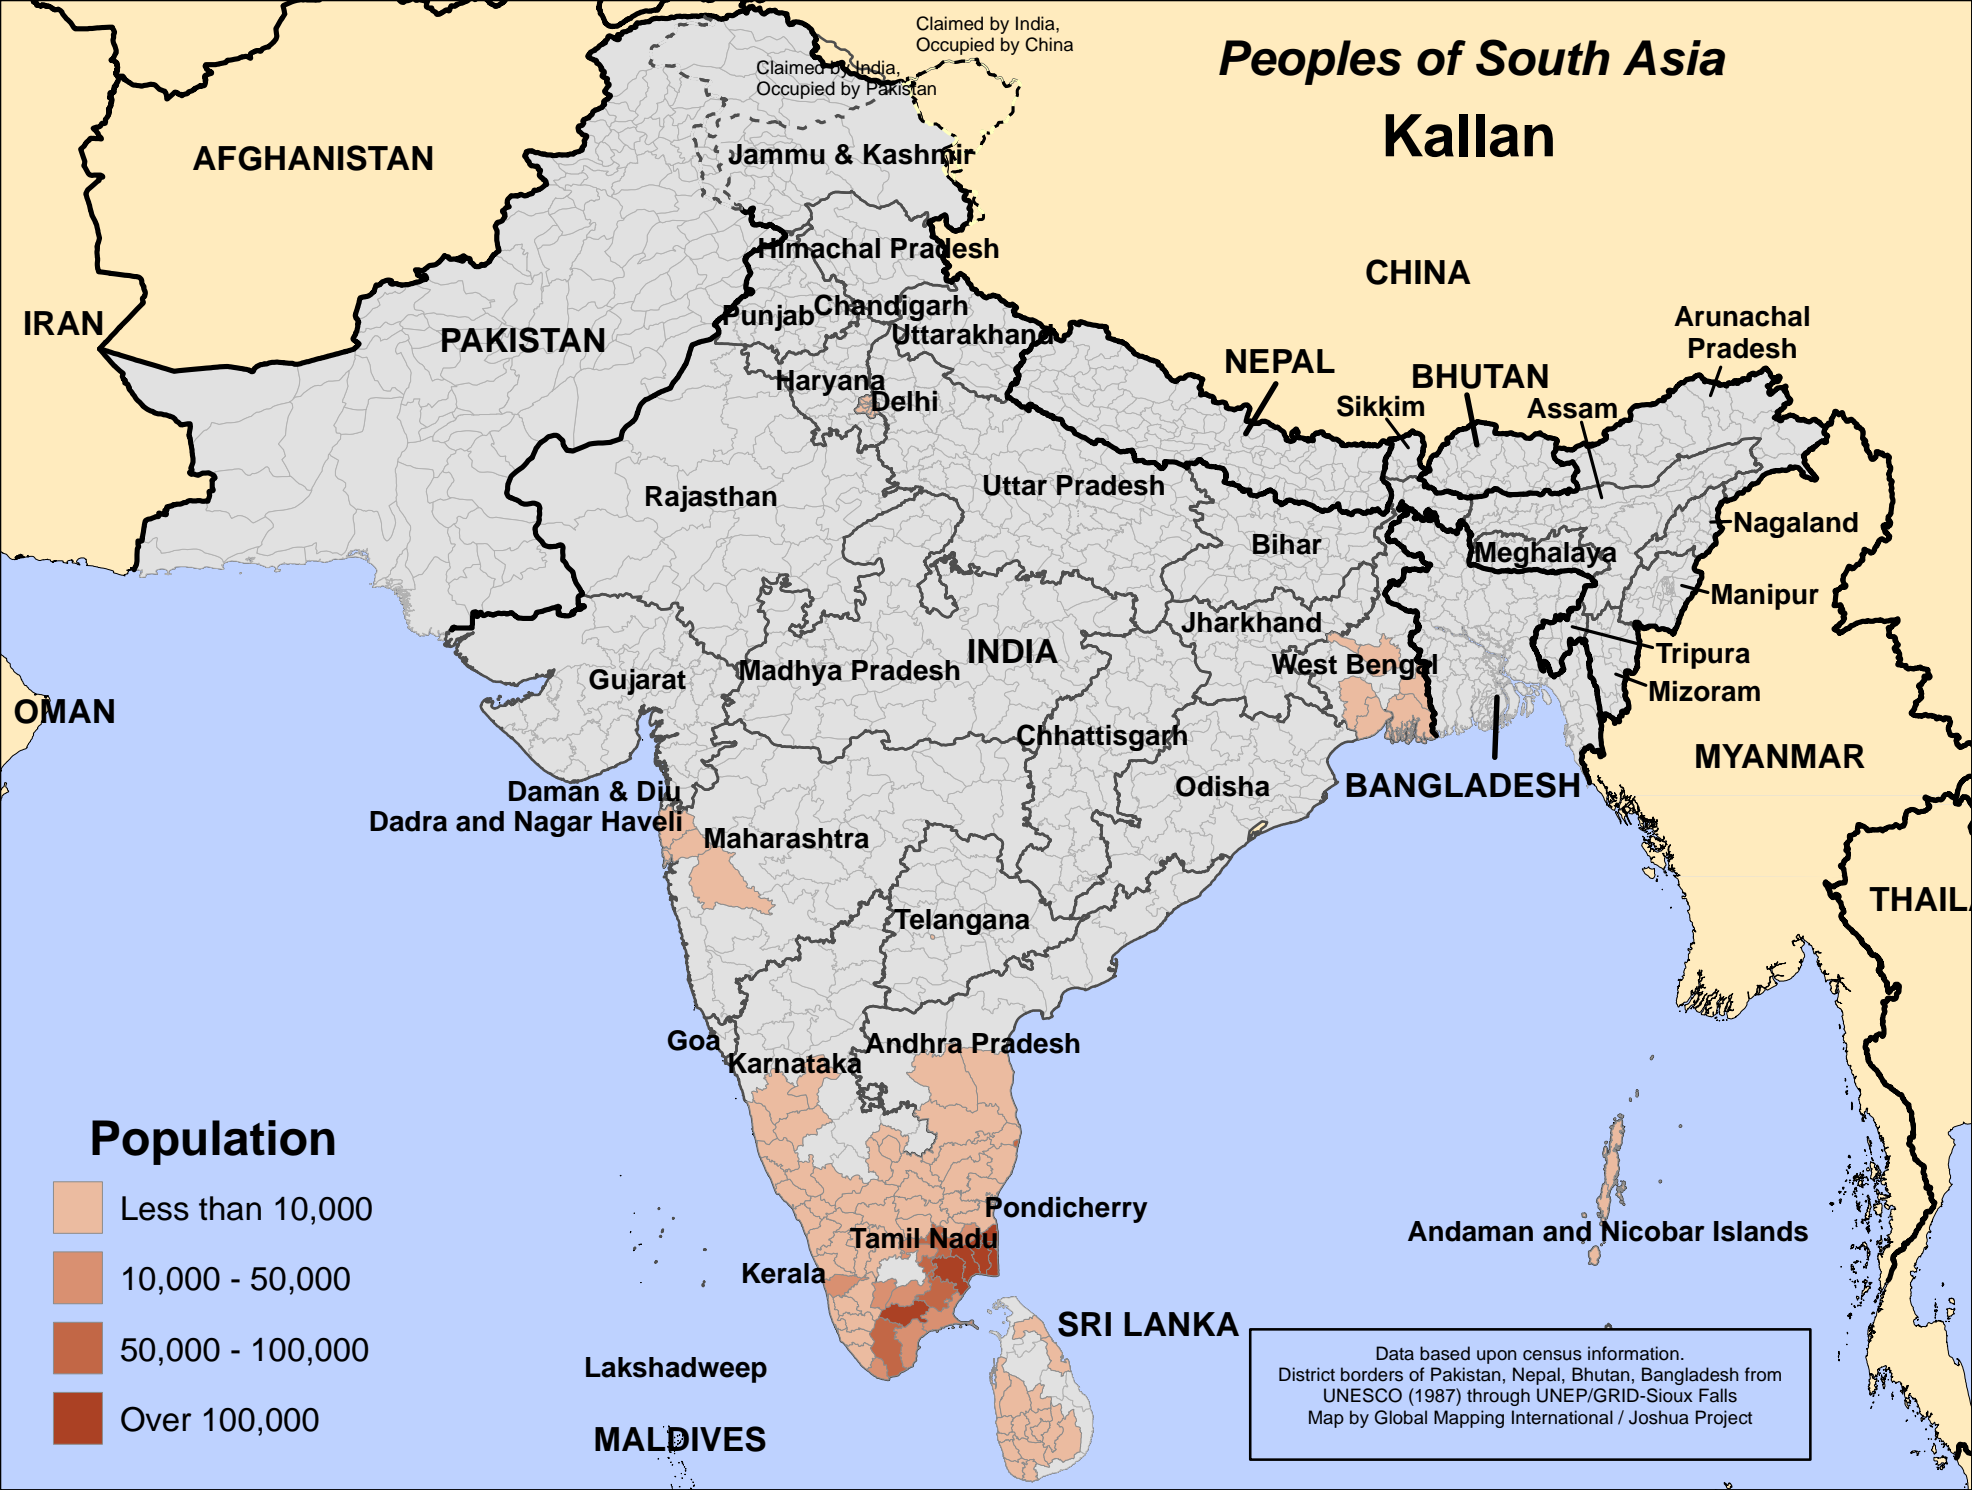 Claimed by India,
Occupied by China
Peoples of South Asia
Claimed by India,
Occupied by Pakistan
Kallan
AFGHANISTAN
Jammu & Kashmir
Himachal Pradesh
CHINA
Chandigarh
Punjab
Arunachal
Pradesh
IRAN
PAKISTAN
Uttarakhand
NEPAL
BHUTAN
Haryana
Delhi
Sikkim
Assam
Rajasthan
Uttar Pradesh
Nagaland
Bihar
Meghalaya
Manipur
Jharkhand
INDIA
Tripura
West Bengal
Madhya Pradesh
Gujarat
Mizoram
OMAN
Chhattisgarh
MYANMAR
Odisha
BANGLADESH
Daman & Diu
Dadra and Nagar Haveli
Maharashtra
THAIL
Telangana
Goa
Andhra Pradesh
Karnataka
Population
Less than 10,000
10,000 - 50,000
50,000 - 100,000
Over 100,000
Pondicherry
Tamil Nadu
Andaman and Nicobar Islands
Kerala
SRI LANKA
Lakshadweep
MALDIVES
Data based upon census information.
District borders of Pakistan, Nepal, Bhutan, Bangladesh from
UNESCO (1987) through UNEP/GRID-Sioux Falls
Map by Global Mapping International / Joshua Project